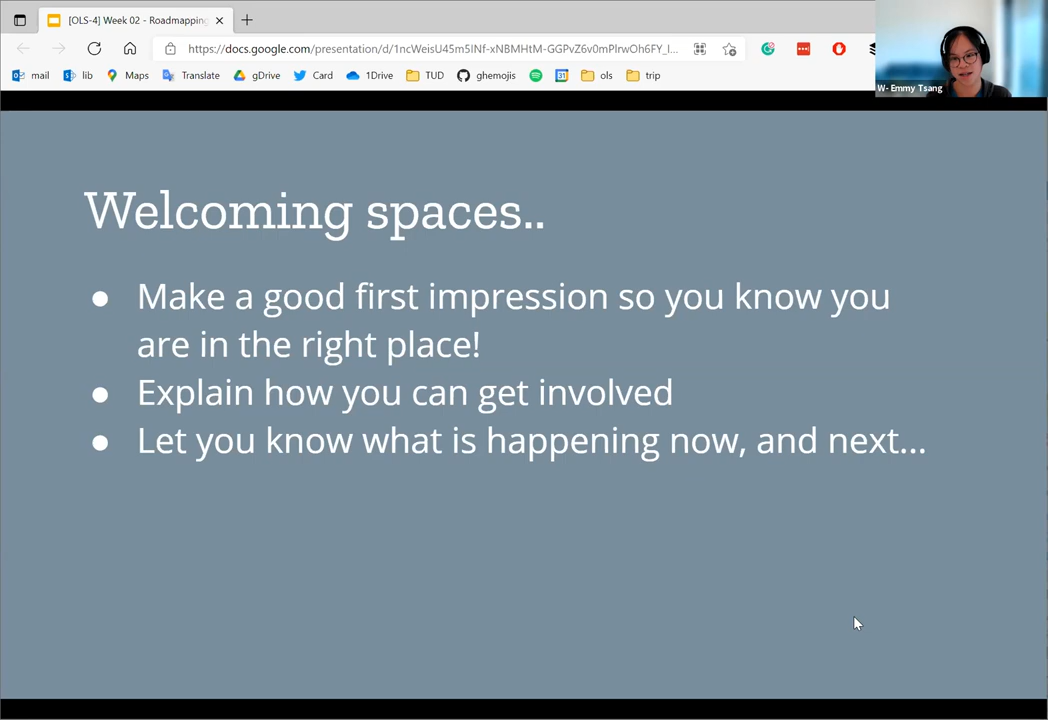 [OLS-4] Week 02 - Roadmapping
https://docs.google.com/presentation/d/1ncWeisU45m5INf-xNBMHtM-GGPvZ6v0mPlrwOh6FY_l...
mail lib Maps Translate gDrive Card 1Drive TUD ghemojis 31 ols trip
W- Emmy Tsang
Welcoming spaces..
● Make a good first impression so you know you
are in the right place!
● Explain how you can get involved
● Let you know what is happening now, and next...